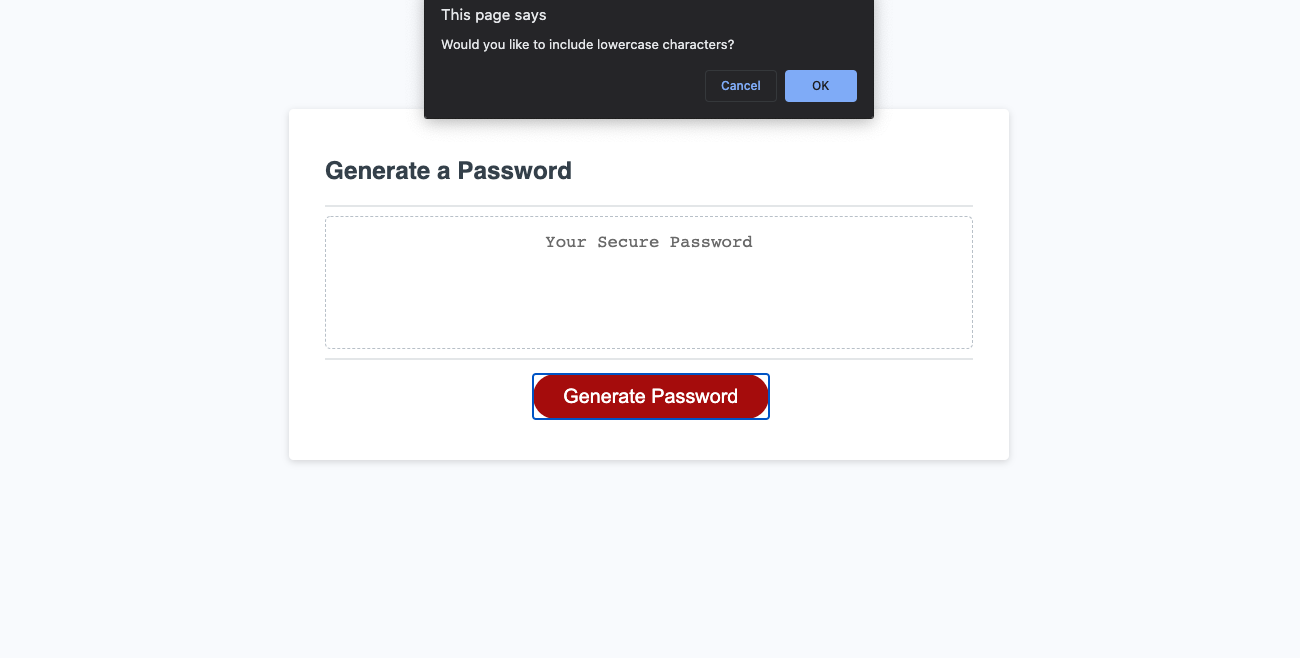 This page says
Would you like to include lowercase characters?
Cancel
OK
Generate a Password
Your Secure Password
Generate Password